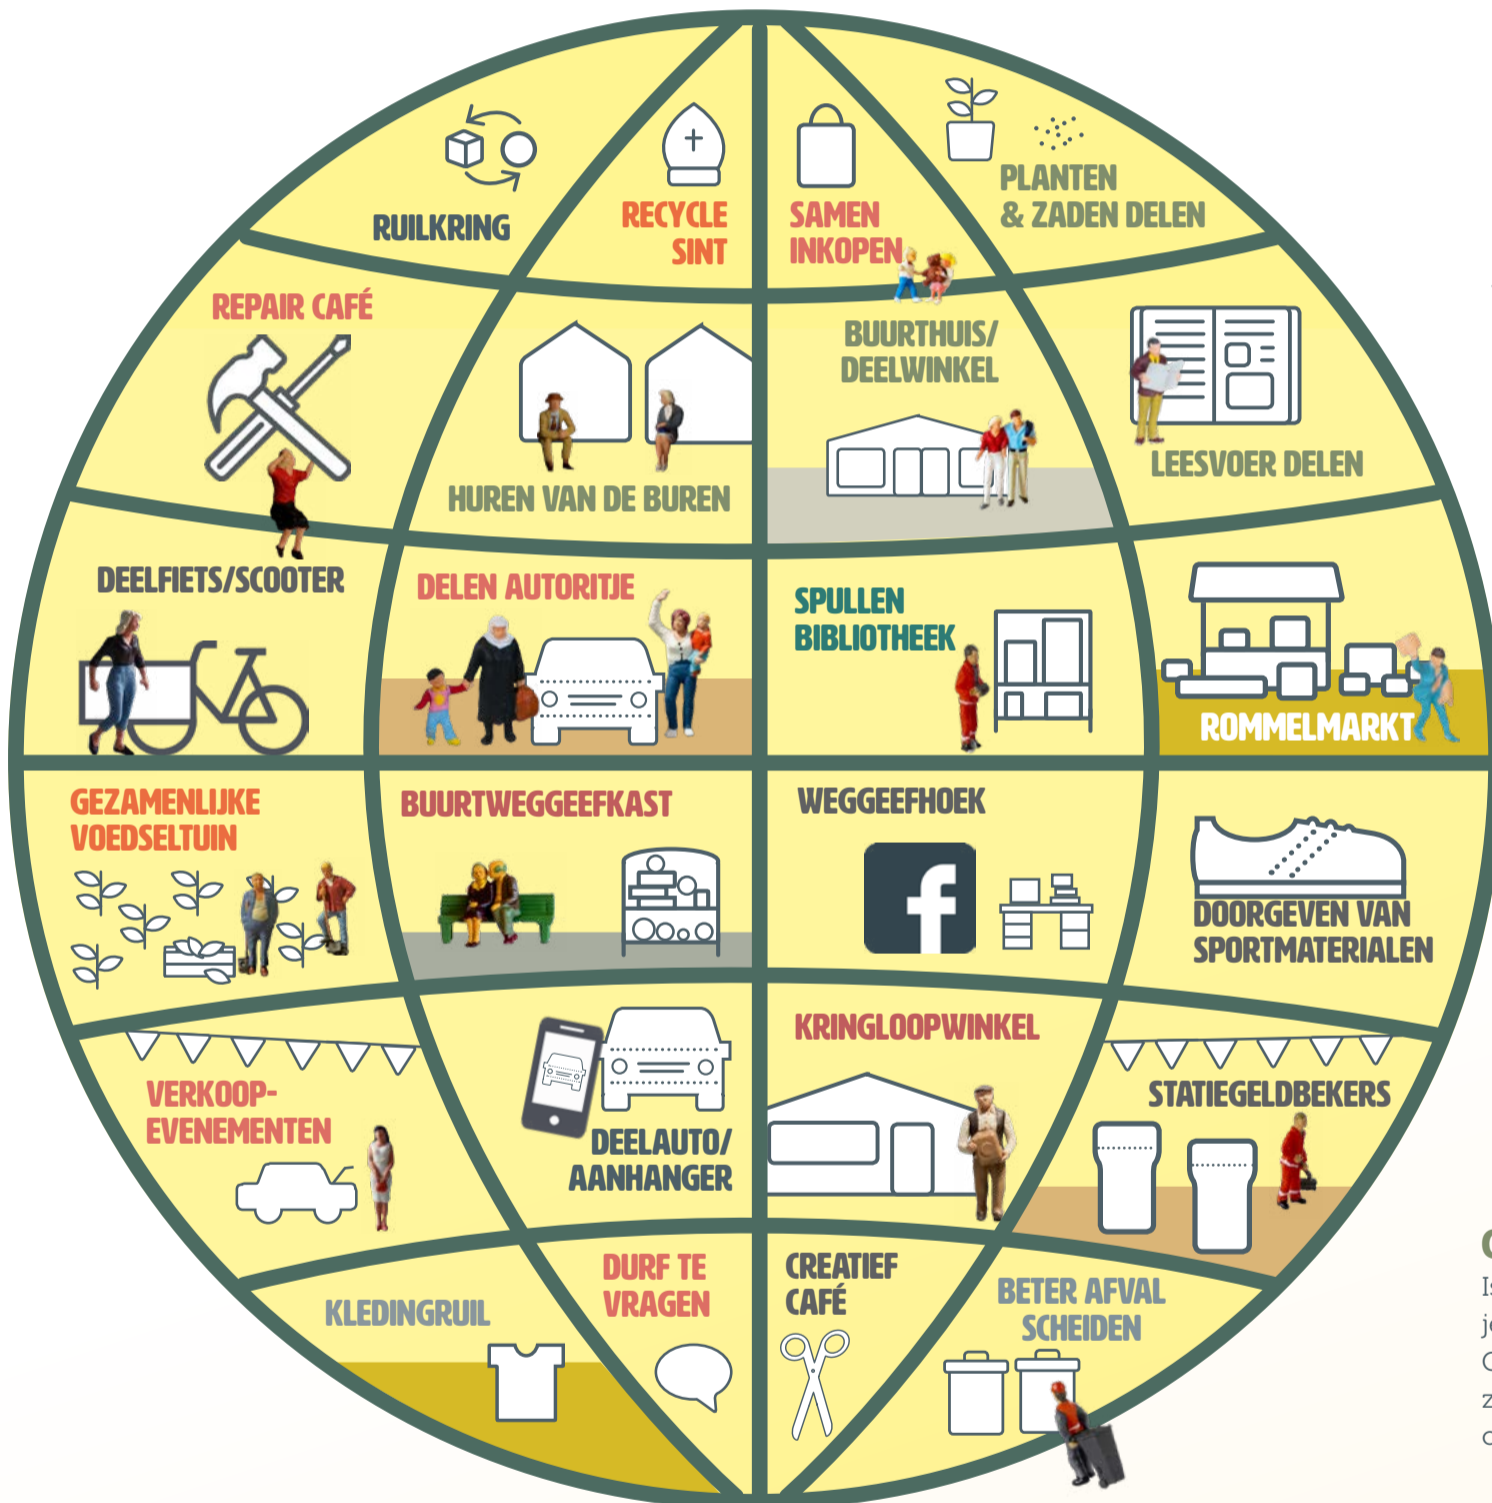 RUILKRING
RECYCLE
SINT
SAMEN
INKOPEN
PLANTEN
& ZADEN DELEN
REPAIR CAFÉ
HUREN VAN DE BUREN
BUURTHUIS/
DEELWINKEL
LEESVOER DELEN
DEELFIETS/SCOOTER
DELEN AUTORITJE
SPULLEN
BIBLIOTHEEK
ROMMELMARKT
GEZAMENLIJKE
VOEDSELTUIN
BUURTWEGGEEFKAST
WEGGEEFHOEK
f
DOORGEVEN VAN
SPORTMATERIALEN
VERKOOP-
EVENEMENTEN
DEELAUTO/
AANHANGER
KRINGLOOPWINKEL
STATIEGELDBEKERS
KLEDINGRUIL
DURF TE
VRAGEN
CREATIEF
CAFÉ
BETER AFVAL
SCHEIDEN